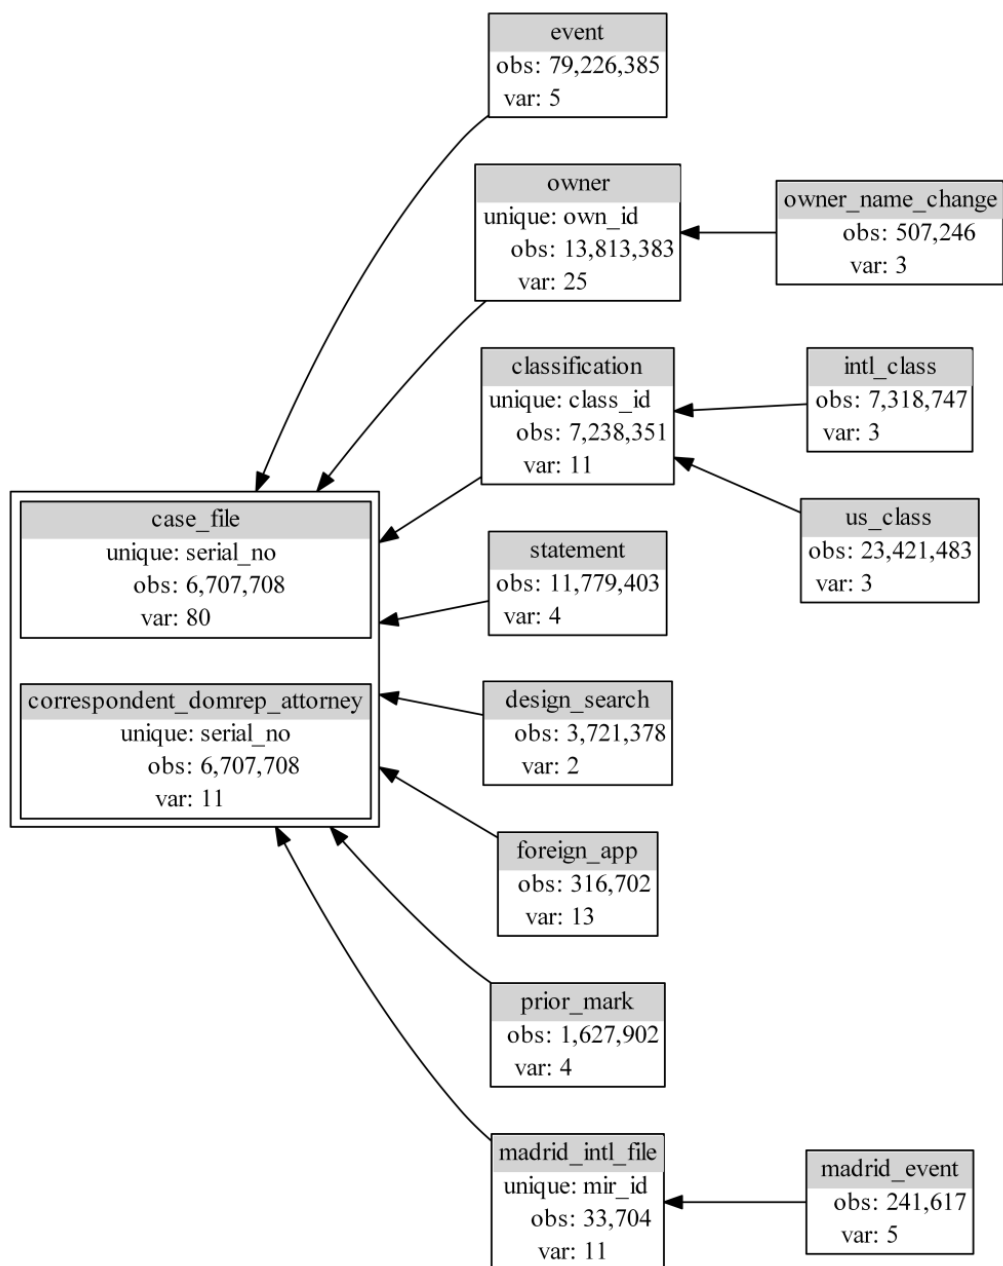 event
obs: 79,226,385
var: 5
owner
unique: own_id
obs: 13,813,383
var: 25
owner_name_change
obs: 507,246
var: 3
classification
unique: class_id
obs: 7,238,351
var: 11
intl_class
obs: 7,318,747
var: 3
us_class
obs: 23,421,483
var: 3
case_file
unique: serial_no
obs: 6,707,708
var: 80
statement
obs: 11,779,403
var: 4
correspondent_domrep_attorney
unique: serial_no
obs: 6,707,708
var: 11
design_search
obs: 3,721,378
var: 2
foreign_app
obs: 316,702
var: 13
prior_mark
obs: 1,627,902
var: 4
madrid_intl_file
unique: mir_id
obs: 33,704
var: 11
madrid_event
obs: 241,617
var: 5